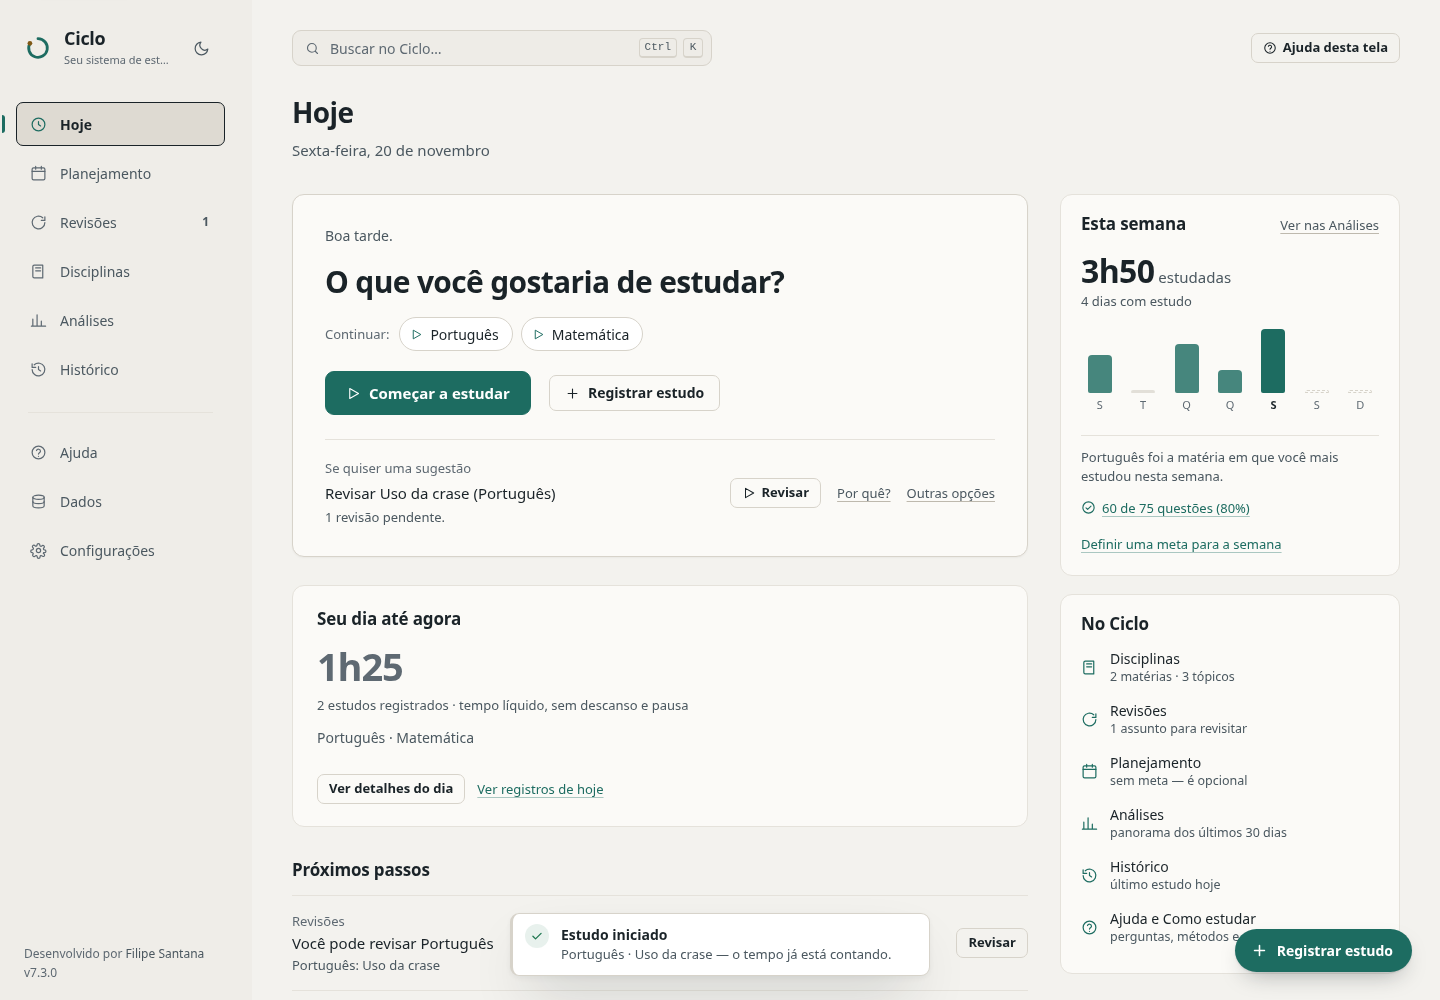 Ciclo
Seu sistema de est...
Hoje
Planejamento
Revisões 1
Disciplinas
Análises
Histórico
Ajuda
Dados
Configurações
Desenvolvido por Filipe Santana
v7.3.0
Buscar no Ciclo... Ctrl K
Ajuda desta tela
Hoje
Sexta-feira, 20 de novembro
Boa tarde.
O que você gostaria de estudar?
Continuar: Português Matemática
Começar a estudar Registrar estudo
Se quiser uma sugestão
Revisar Uso da crase (Português)
1 revisão pendente.
Revisar Por quê? Outras opções
Seu dia até agora
1h25
2 estudos registrados · tempo líquido, sem descanso e pausa
Português · Matemática
Ver detalhes do dia Ver registros de hoje
Próximos passos
Revisões
Você pode revisar Português
Português: Uso da crase
Revisar
Estudo iniciado
Português · Uso da crase — o tempo já está contando.
Esta semana Ver nas Análises
3h50 estudadas
4 dias com estudo
S T Q Q S S D
Português foi a matéria em que você mais
estudou nesta semana.
60 de 75 questões (80%)
Definir uma meta para a semana
No Ciclo
Disciplinas
2 matérias · 3 tópicos
Revisões
1 assunto para revisitar
Planejamento
sem meta — é opcional
Análises
panorama dos últimos 30 dias
Histórico
último estudo hoje
Ajuda e Como estudar
perguntas, métodos e
Registrar estudo